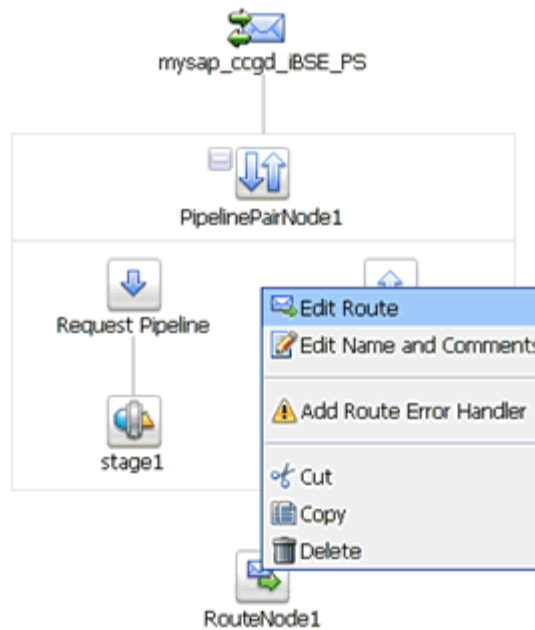 mysap_ccgd_iBSE_PS
PipelinePairNode1
Request Pipeline
Edit Route
Edit Name and Comments
Add Route Error Handler
stage1
Cut
Copy
Delete
RouteNode1